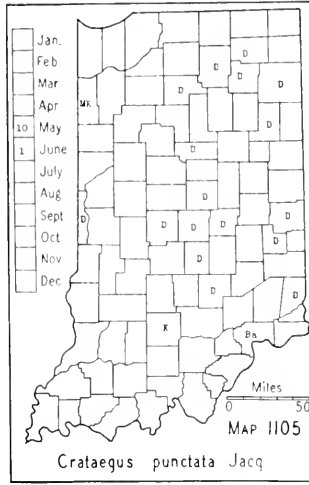 Jan.
Feb
Mar
Apr
10 May
1 June
July
Aug
Sept
Oct
Nov
Dec
D
D D D
MK D
D
D
D
D D D D D
D D
D D
K Ba
Miles
0 50
MAP 1105
Crataegus punctata Jacq